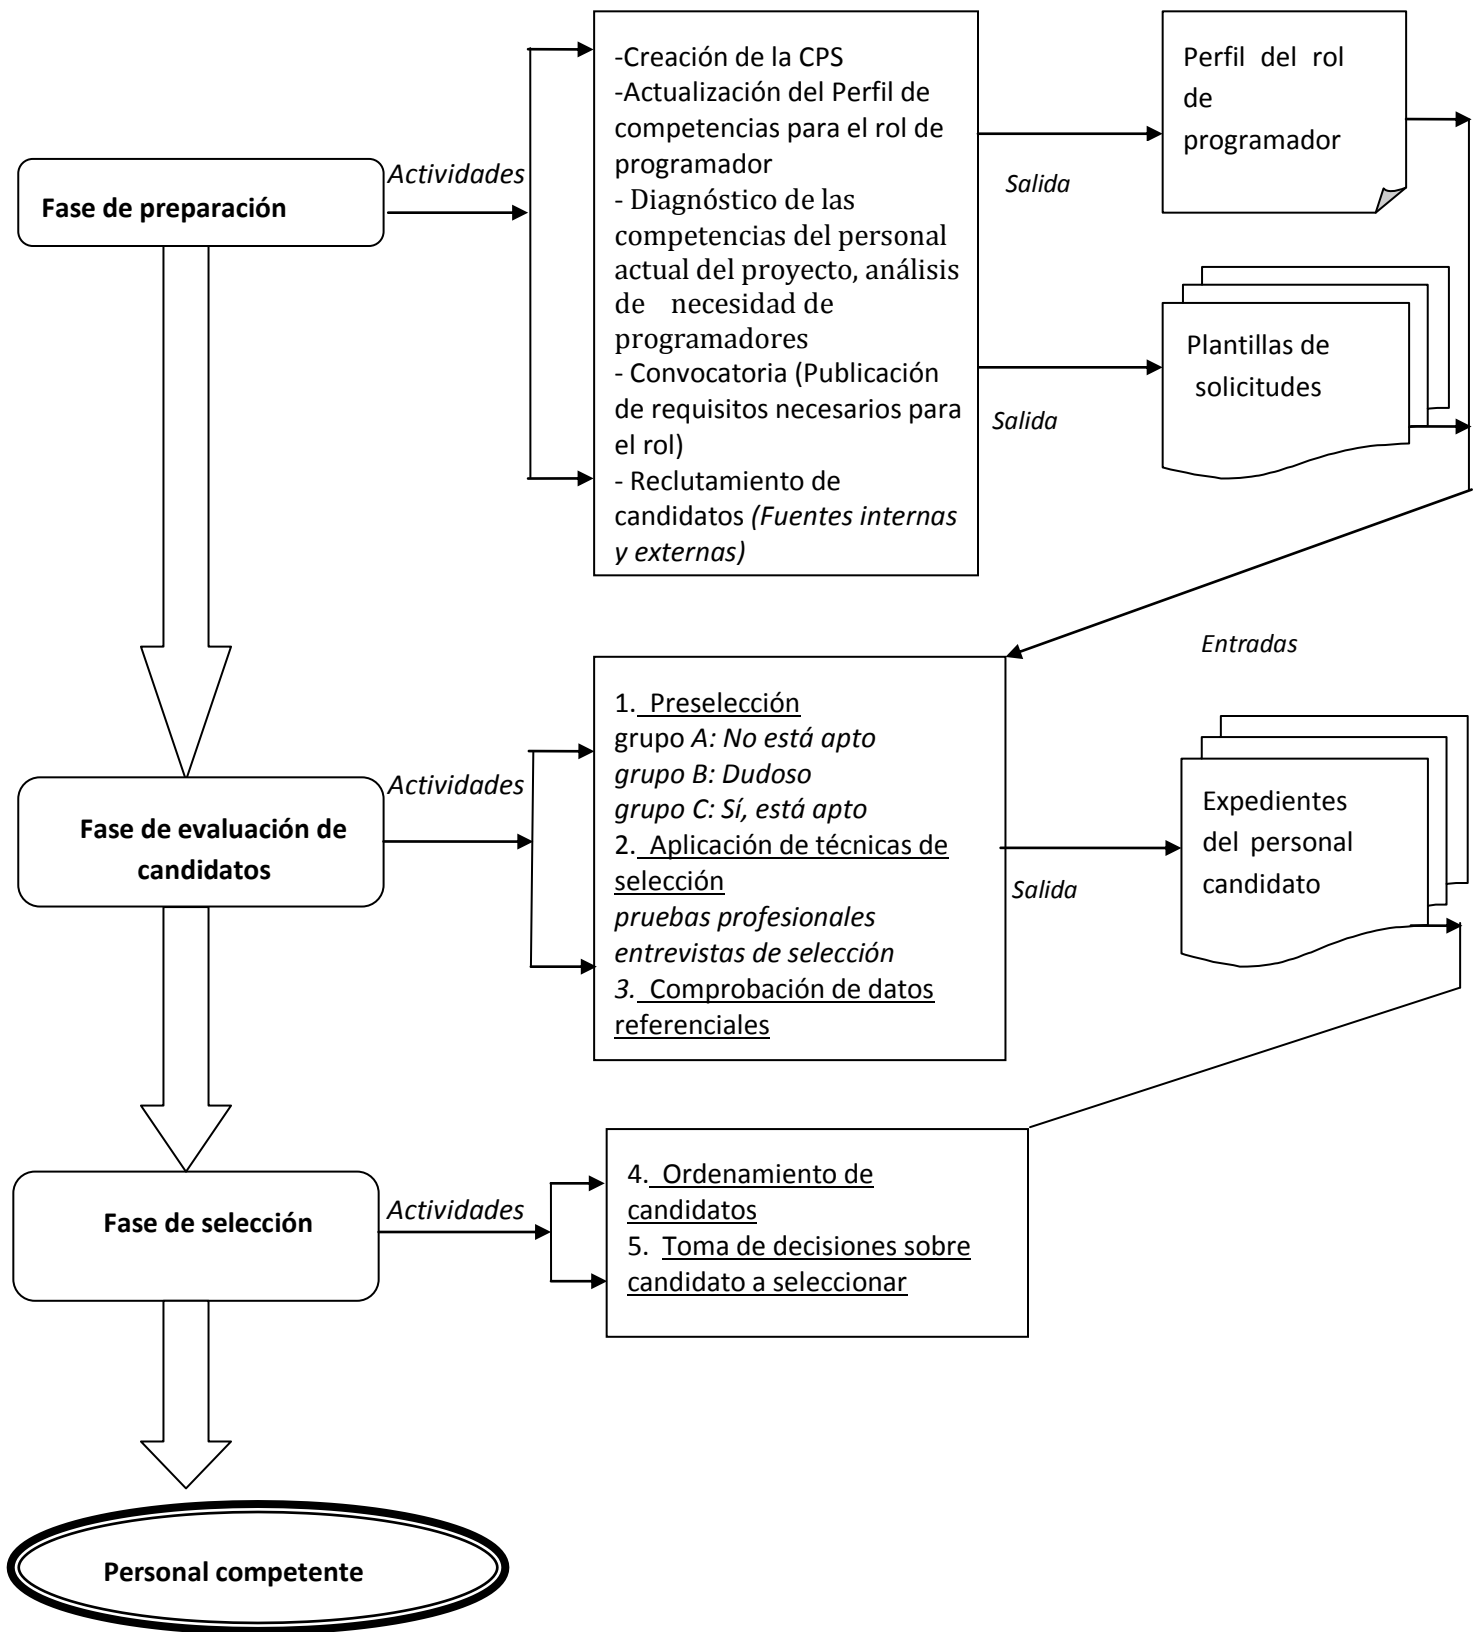 Fase de preparación
Actividades
-Creación de la CPS
-Actualización del Perfil de
competencias para el rol de
programador
- Diagnóstico de las
competencias del personal
actual del proyecto, análisis
de necesidad de
programadores
- Convocatoria (Publicación
de requisitos necesarios para
el rol)
- Reclutamiento de
candidatos (Fuentes internas
y externas)
Salida
Perfil del rol
de
programador
Salida
Plantillas de
solicitudes
Entradas
Fase de evaluación de
candidatos
Actividades
1. Preselección
grupo A: No está apto
grupo B: Dudoso
grupo C: Sí, está apto
2. Aplicación de técnicas de
selección
pruebas profesionales
entrevistas de selección
3. Comprobación de datos
referenciales
Salida
Expedientes
del personal
candidato
Fase de selección
Actividades
4. Ordenamiento de
candidatos
5. Toma de decisiones sobre
candidato a seleccionar
Personal competente